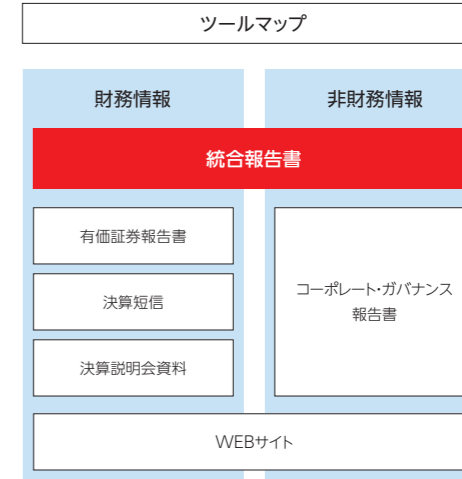 ツールマップ
財務情報
非財務情報
統合報告書
有価証券報告書
決算短信
決算説明会資料
コーポレート・ガバナンス
報告書
WEBサイト